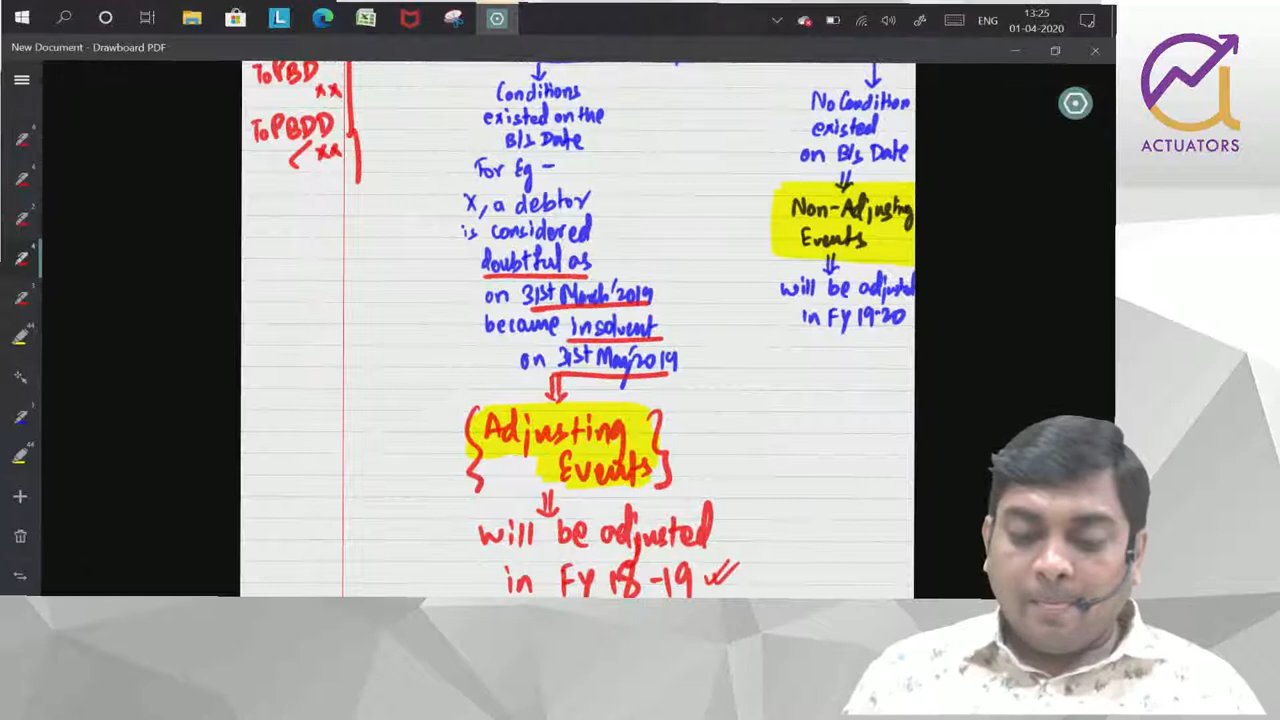 13:25
ENG
01-04-2020
New Document - Drawboard PDF
To PBD
xx
To PBDD
xx
Conditions
existed on the
B/s Date
For Eg -
X, a debtor
is considered
doubtful as
on 31st March'2019
became insolvent
on 31st May'2019
{Adjusting
Events}
will be adjusted
in FY 18-19
No Condition
existed
on B/s Date
Non-Adjusting
Events
will be adjusted
in FY 19-20
ACTUATORS